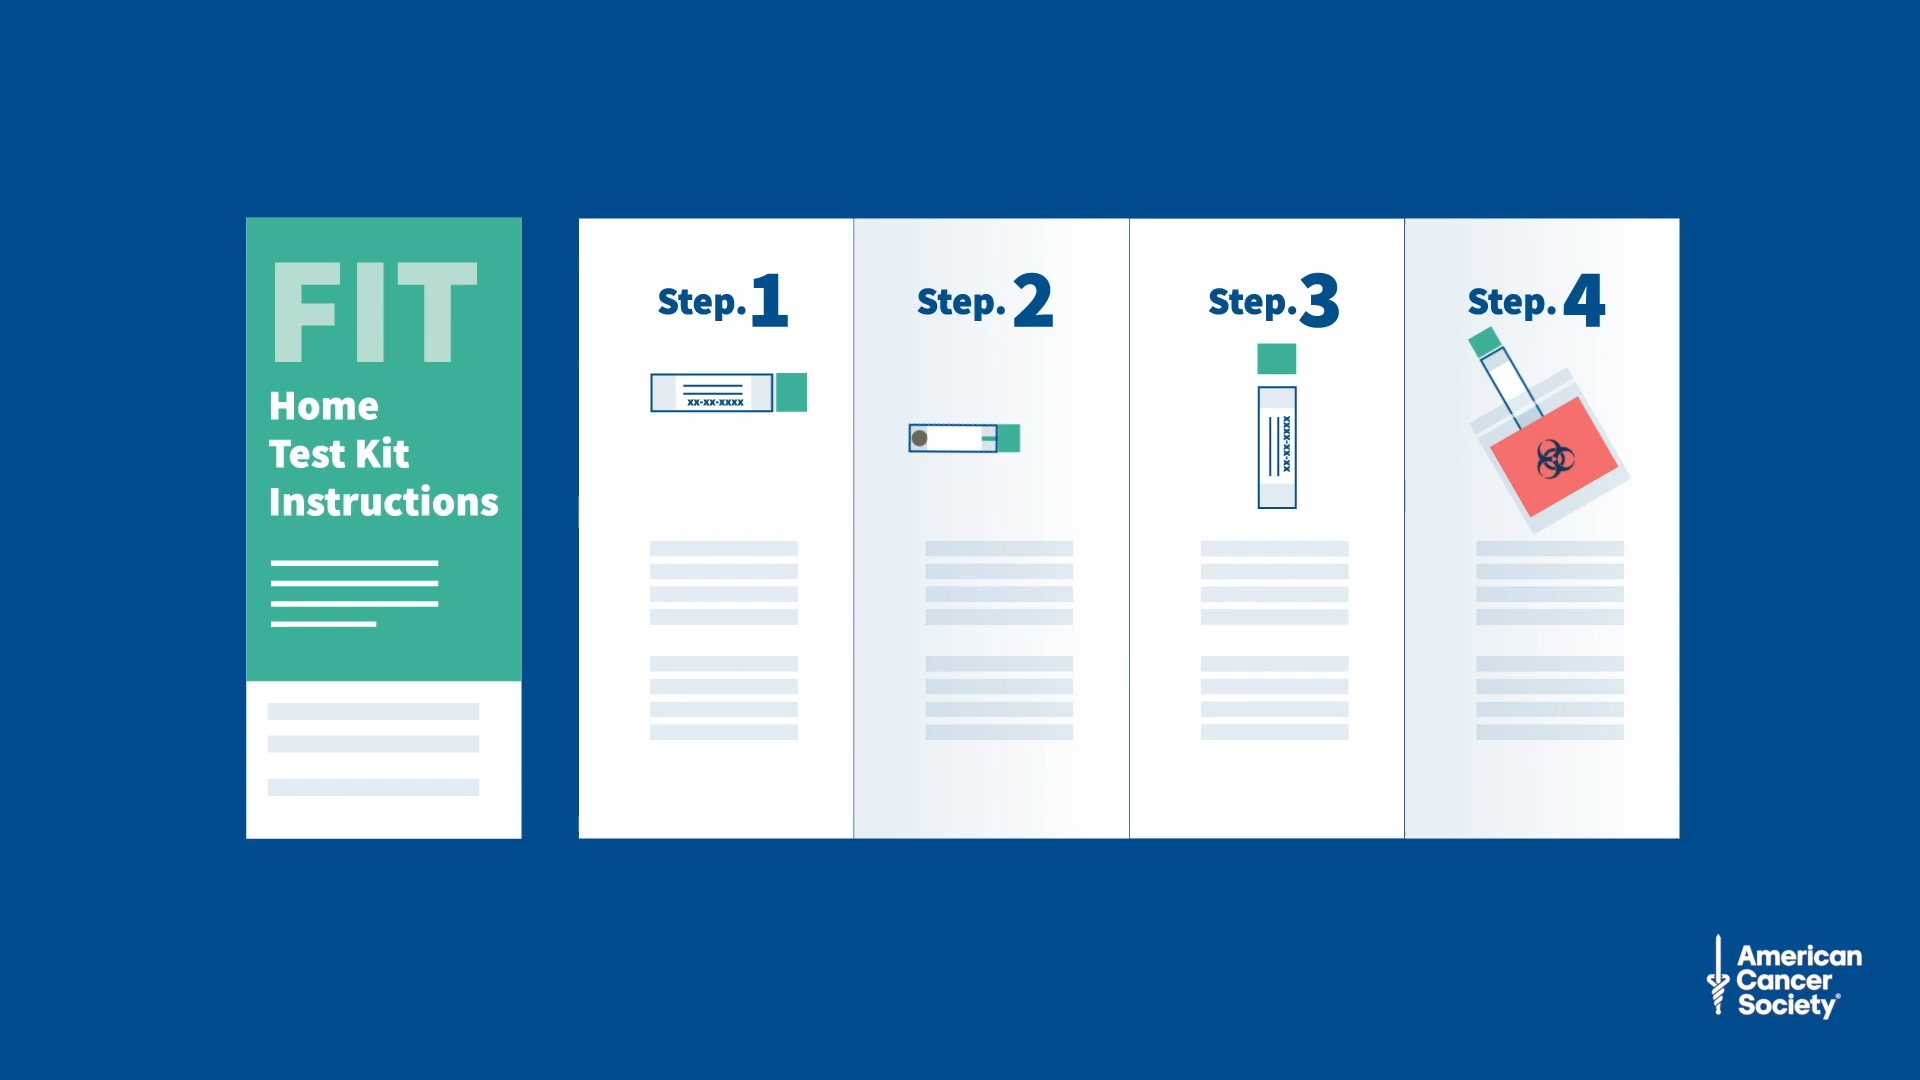 FIT
Home
Test Kit
Instructions
Step.1
Step.2
Step.3
Step.4
xx-xx-xxxx
xx-xx-xxxx
American
Cancer
Society®